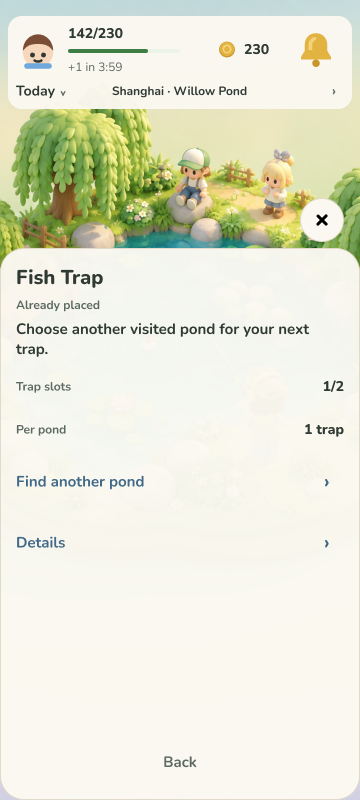 142/230
230
+1 in 3:59
Today
Shanghai · Willow Pond
Fish Trap
Already placed
Choose another visited pond for your next
trap.
Trap slots
1/2
Per pond
1 trap
Find another pond
Details
Back